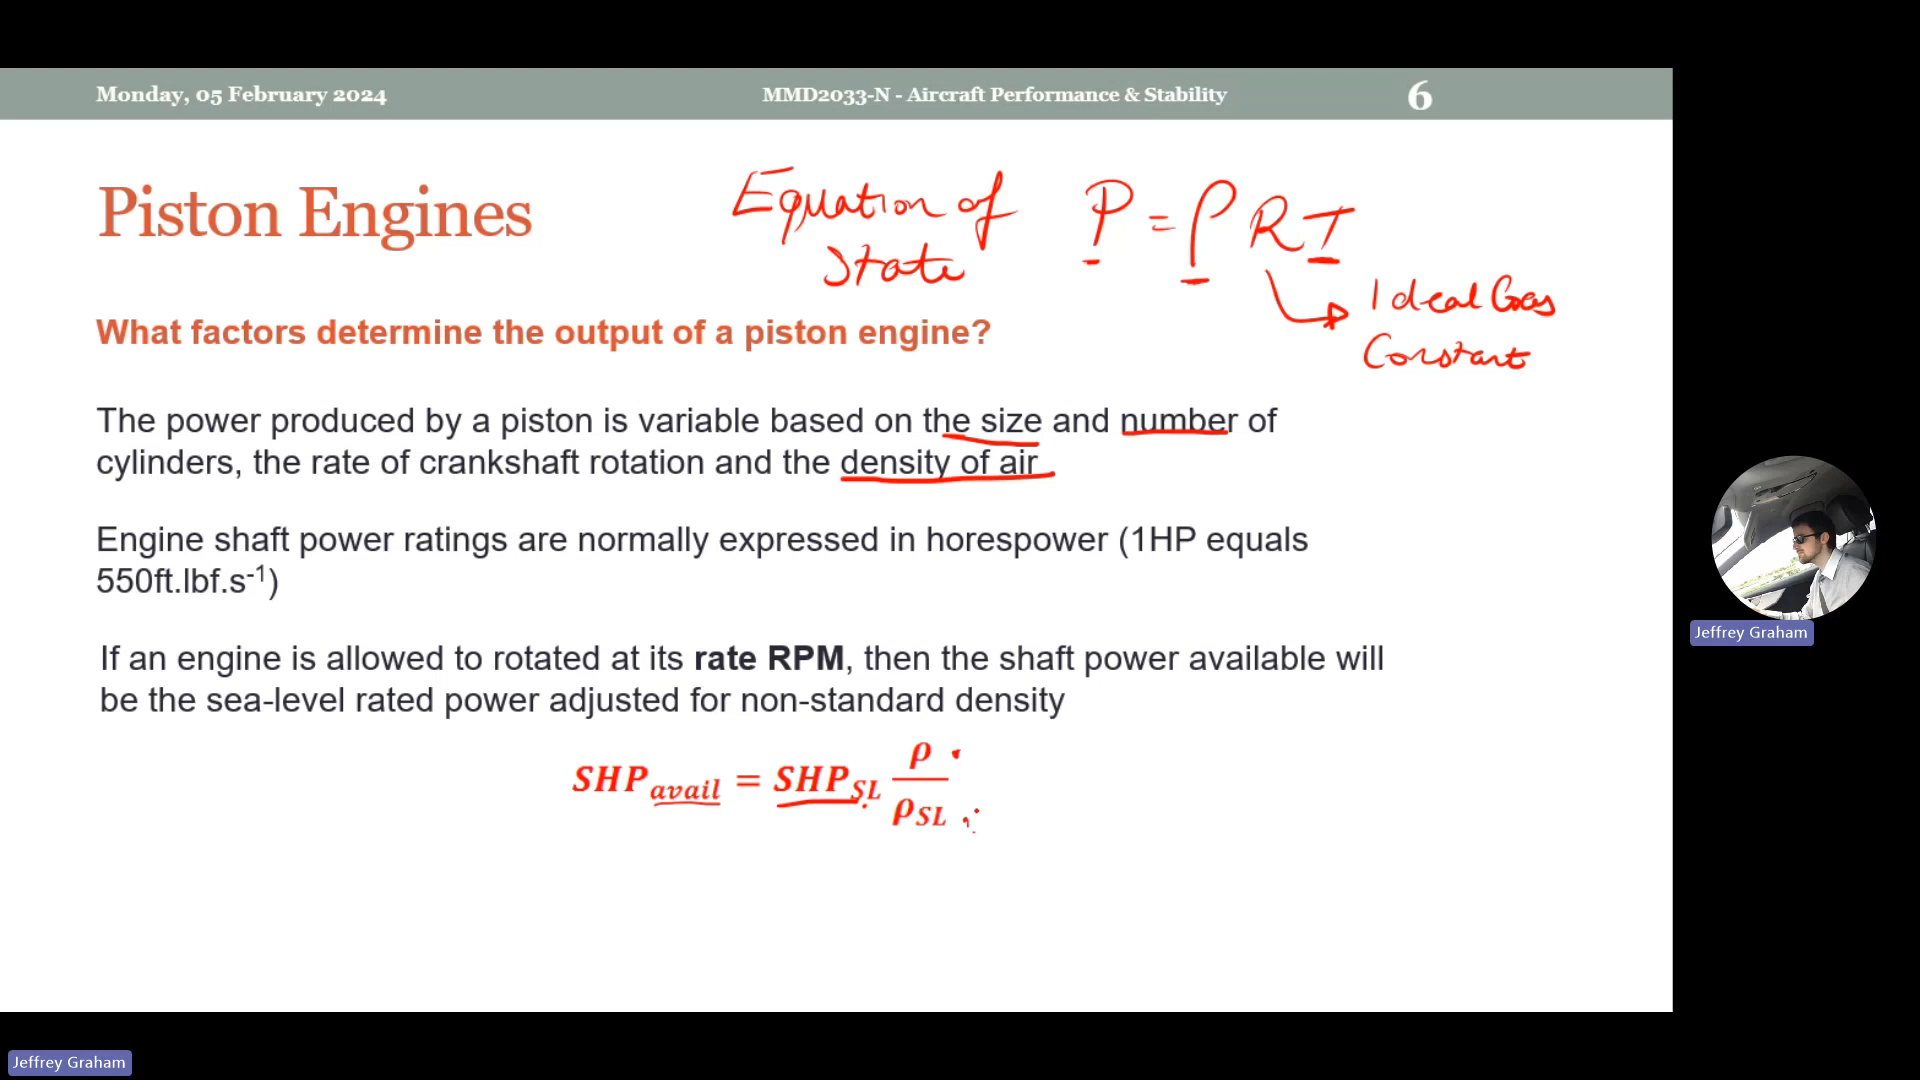 Monday, 05 February 2024
MMD2033-N - Aircraft Performance & Stability
6
Piston Engines
Equation of
State
P = ρRT
Ideal Gas
Constant
What factors determine the output of a piston engine?
The power produced by a piston is variable based on the size and number of
cylinders, the rate of crankshaft rotation and the density of air
Engine shaft power ratings are normally expressed in horespower (1HP equals
550ft.lbf.s⁻¹)
If an engine is allowed to rotated at its rate RPM, then the shaft power available will
be the sea-level rated power adjusted for non-standard density
SHP_avail = SHP_SL ρ/ρ_SL
Jeffrey Graham
Jeffrey Graham